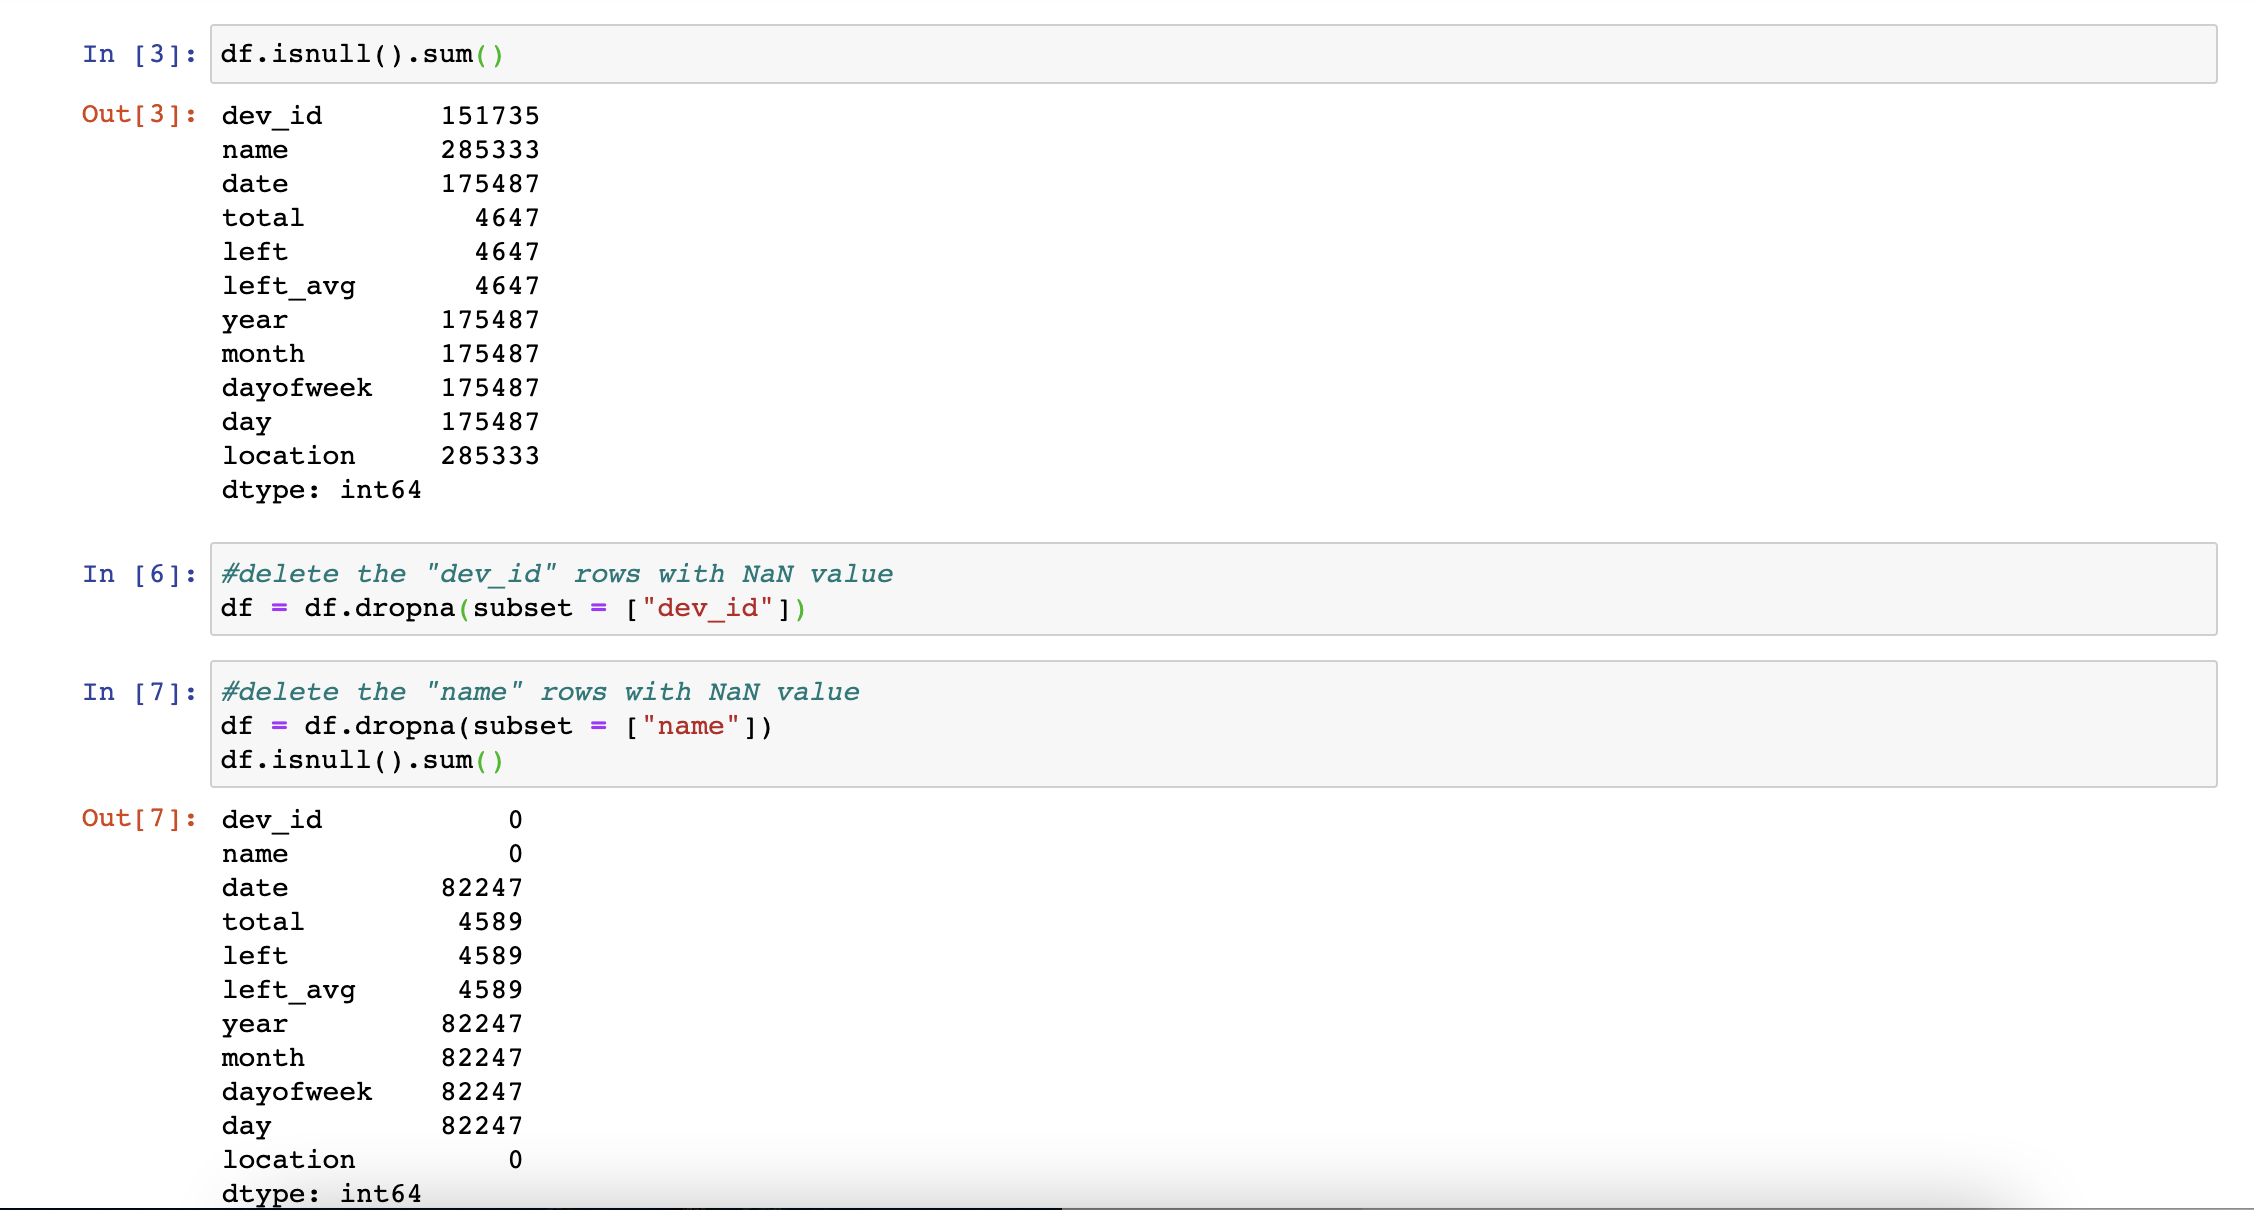 In [3]: df.isnull().sum()
Out[3]: dev_id 151735
name 285333
date 175487
total 4647
left 4647
left_avg 4647
year 175487
month 175487
dayofweek 175487
day 175487
location 285333
dtype: int64
In [6]: #delete the "dev_id" rows with NaN value
df = df.dropna(subset = ["dev_id"])
In [7]: #delete the "name" rows with NaN value
df = df.dropna(subset = ["name"])
df.isnull().sum()
Out[7]: dev_id 0
name 0
date 82247
total 4589
left 4589
left_avg 4589
year 82247
month 82247
dayofweek 82247
day 82247
location 0
dtype: int64